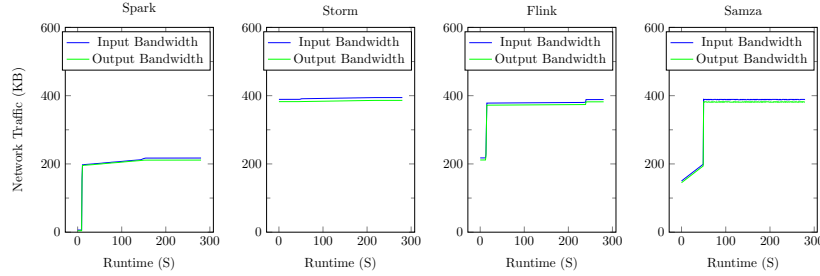 Spark
Storm
Flink
Samza
Network Traffic (KB)
600
400
200
0
Input Bandwidth
Output Bandwidth
0
100
200
300
Runtime (S)
600
400
200
0
Input Bandwidth
Output Bandwidth
0
100
200
300
Runtime (S)
600
400
200
0
Input Bandwidth
Output Bandwidth
0
100
200
300
Runtime (S)
600
400
200
0
Input Bandwidth
Output Bandwidth
0
100
200
300
Runtime (S)